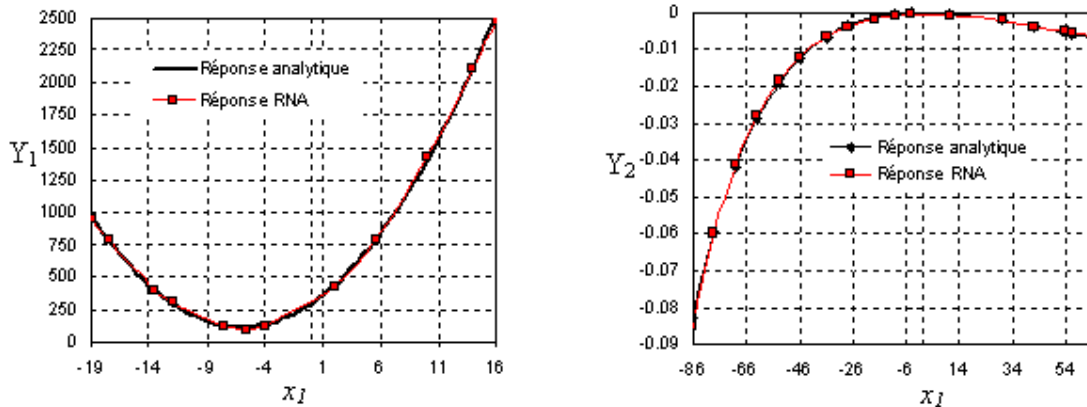 2500
2250
2000
1750
1500
1250
1000
750
500
250
0
Y1
Réponse analytique
Réponse RNA
-19 -14 -9 -4 1 6 11 16
x1
0
-0.01
-0.02
-0.03
-0.04
-0.05
-0.06
-0.07
-0.08
-0.09
Y2
Réponse analytique
Réponse RNA
-86 -66 -46 -26 -6 14 34 54
x1